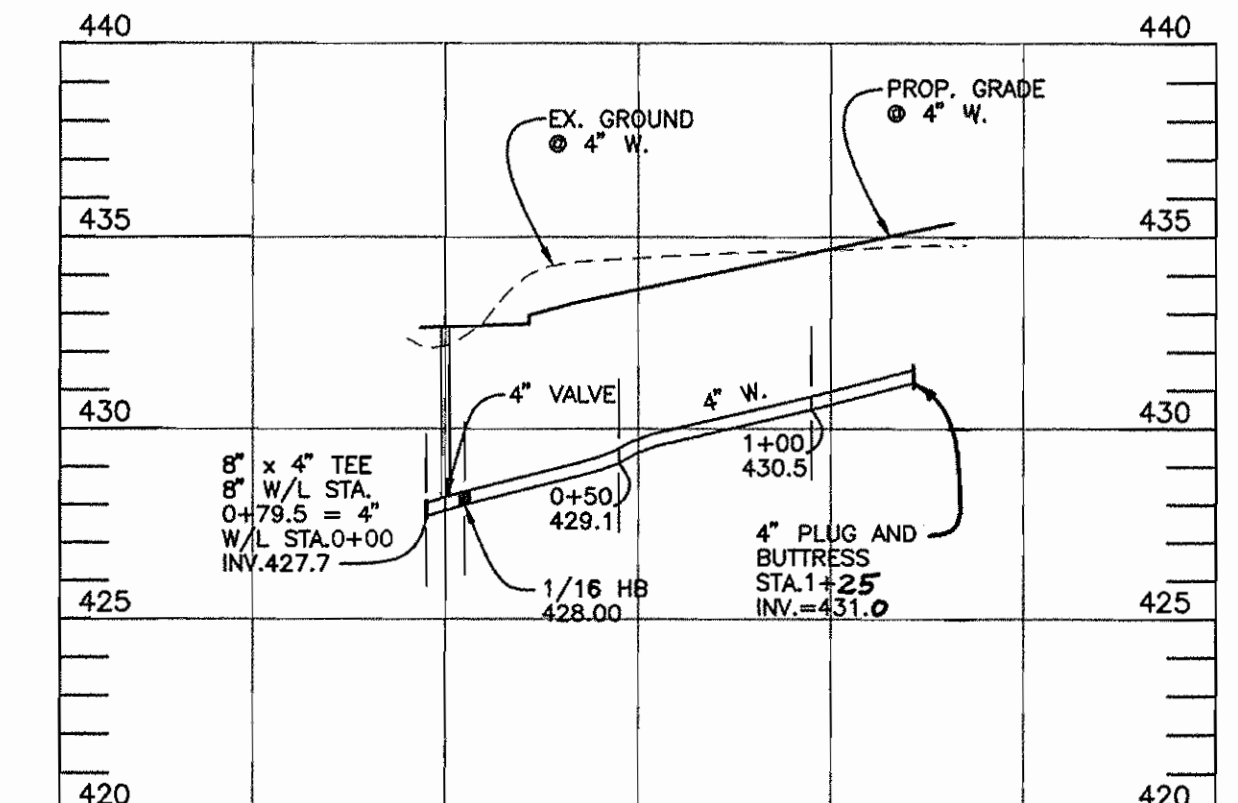 440
440
PROP. GRADE
@ 4" W.
EX. GROUND
@ 4" W.
435
435
4" VALVE
4" W.
430
430
8" x 4" TEE
8" W/L STA.
0+79.5 = 4"
W/L STA.0+00
INV.427.7
0+50
429.1
1+00
430.5
4" PLUG AND
BUTTRESS
STA.1+25
INV.=431.0
1/16 HB
428.00
425
425
420
420